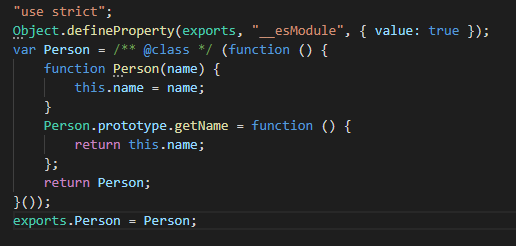 "use strict";
Object.defineProperty(exports, "__esModule", { value: true });
var Person = /** @class */ (function () {
    function Person(name) {
        this.name = name;
    }
    Person.prototype.getName = function () {
        return this.name;
    };
    return Person;
}());
exports.Person = Person;